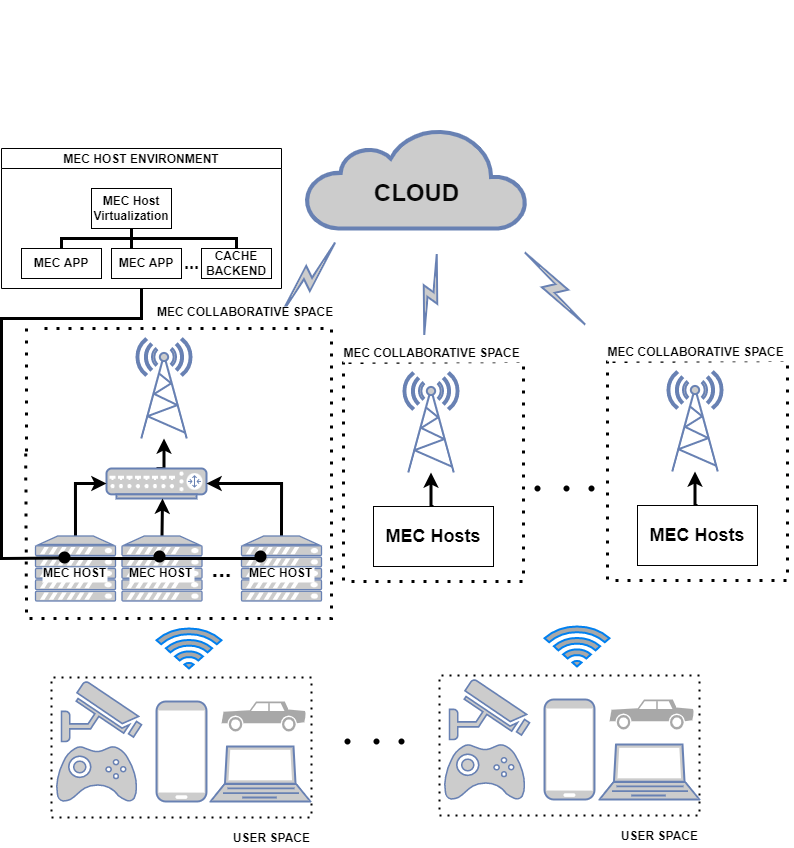 MEC HOST ENVIRONMENT
MEC Host
Virtualization
MEC APP
MEC APP
...
CACHE
BACKEND
CLOUD
MEC COLLABORATIVE SPACE
MEC COLLABORATIVE SPACE
MEC COLLABORATIVE SPACE
MEC Hosts
MEC Hosts
MEC HOST
MEC HOST
...
MEC HOST
USER SPACE
USER SPACE